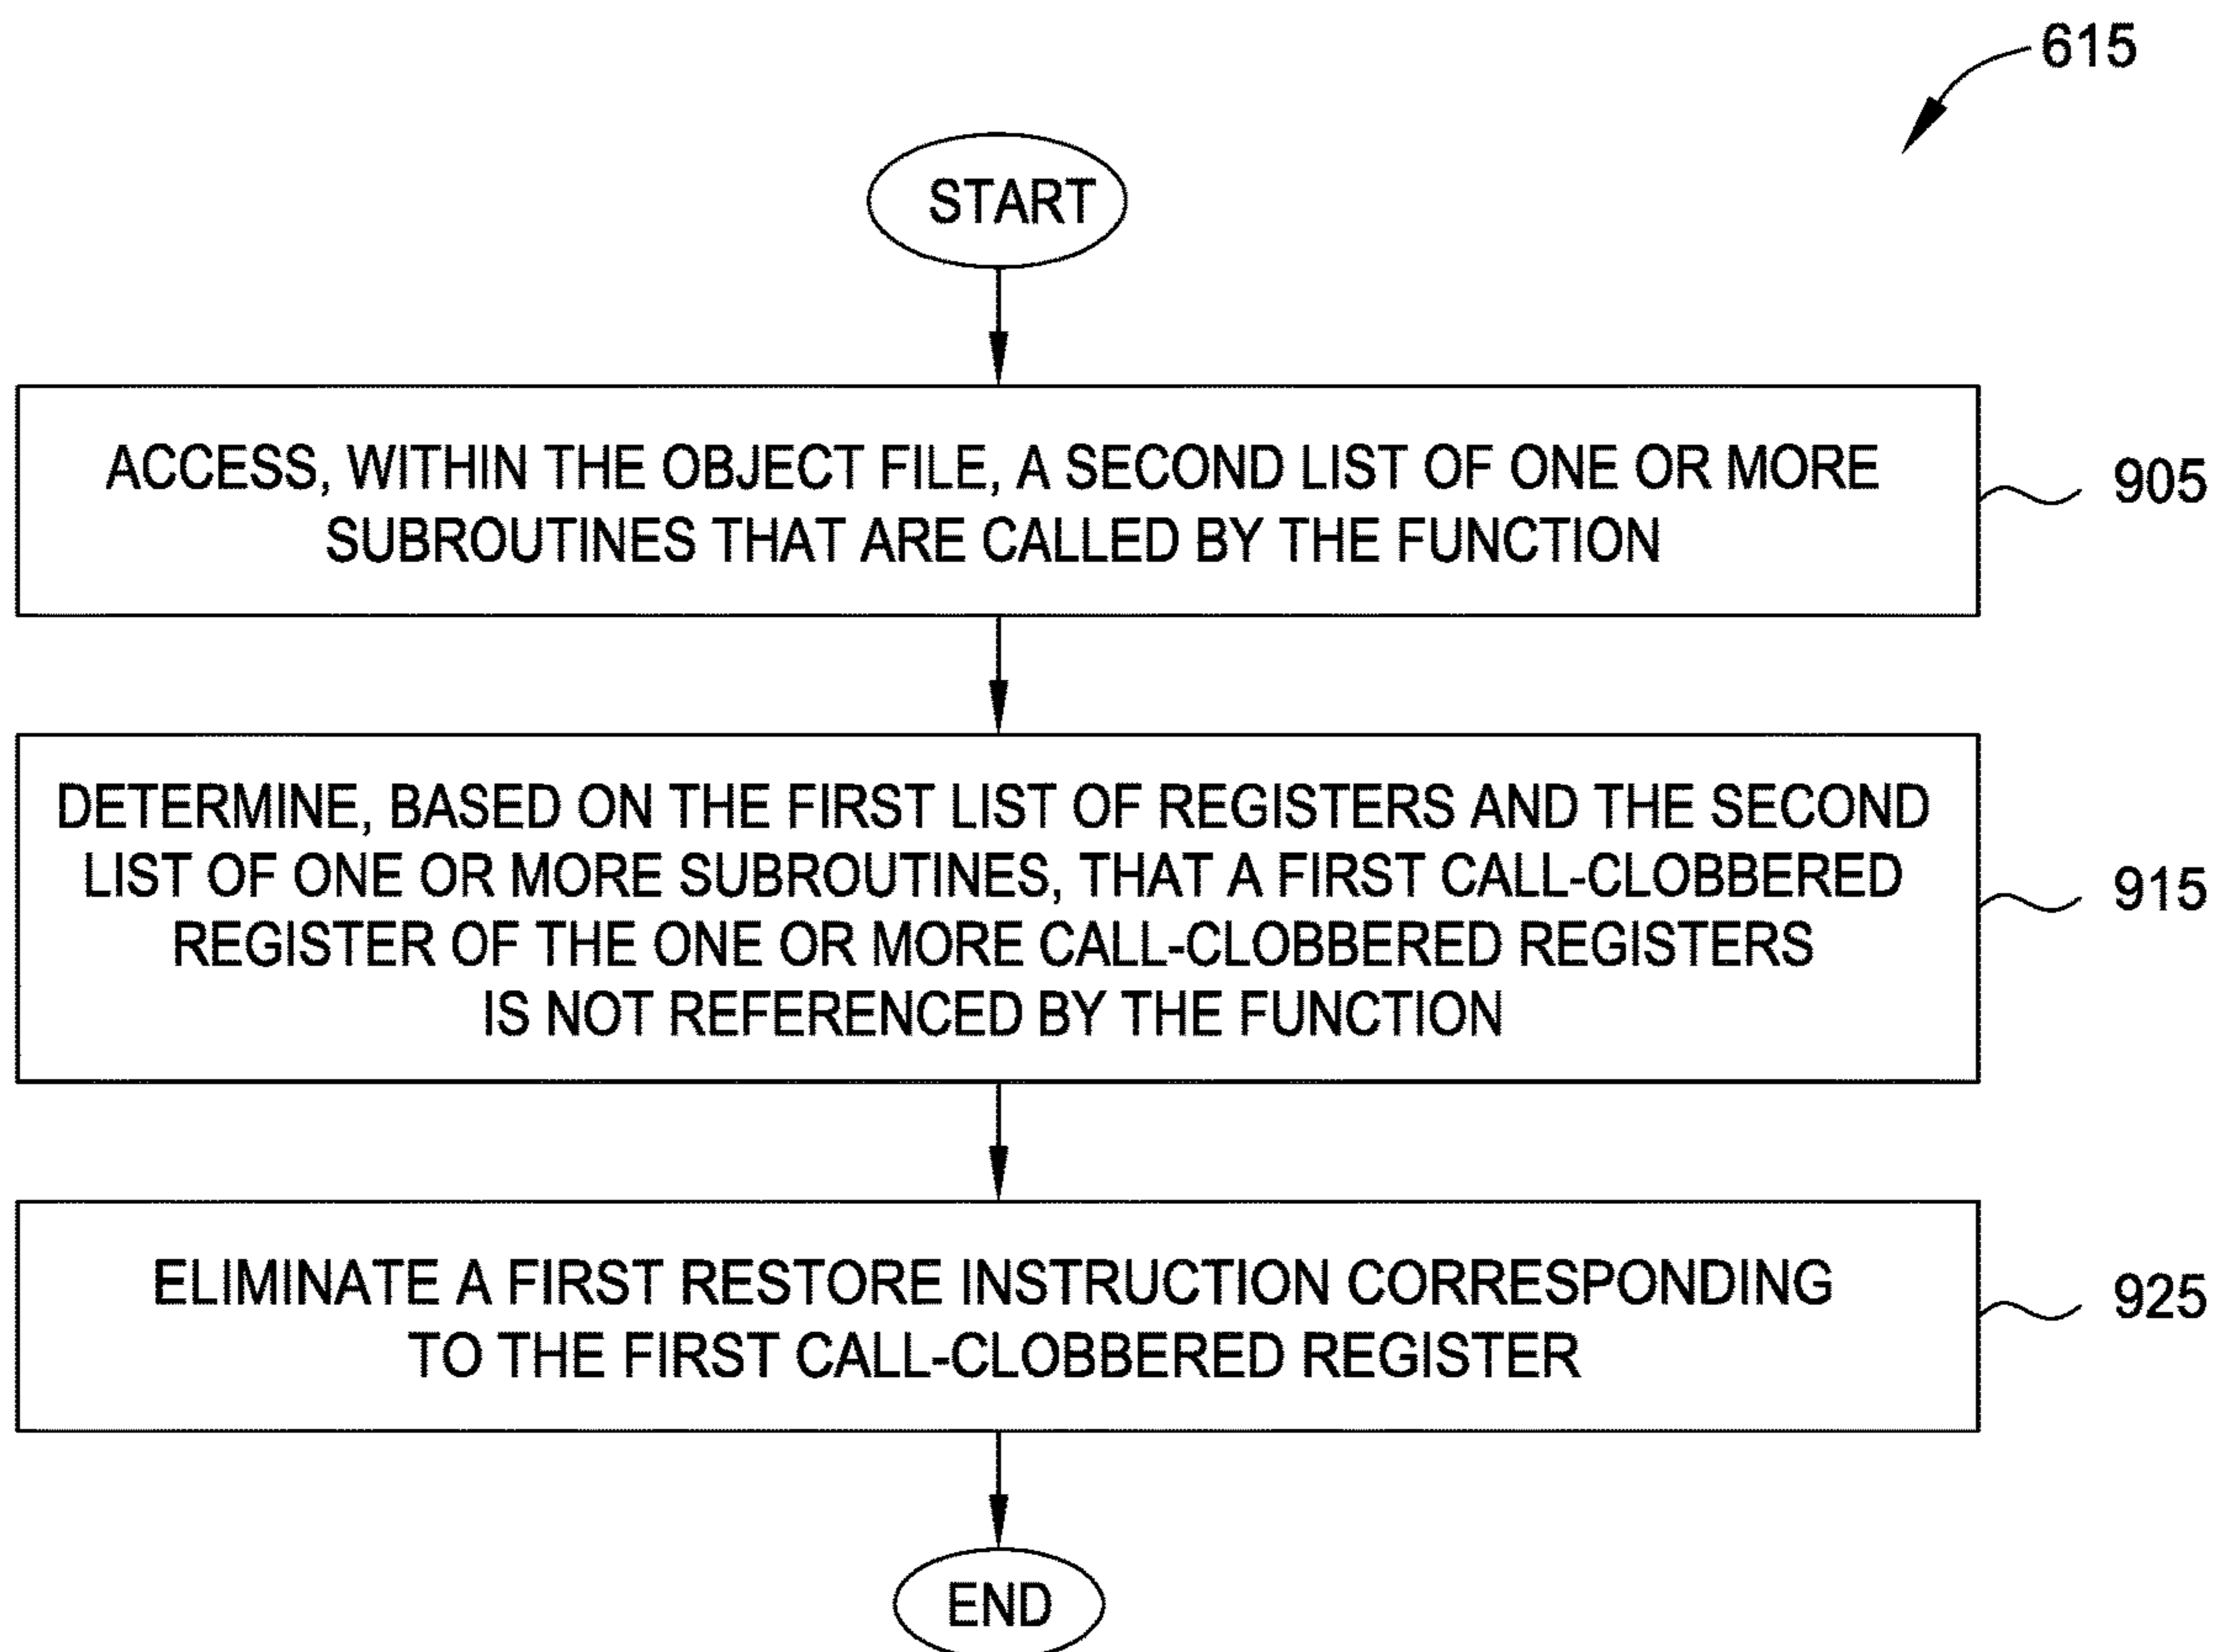 615
START
ACCESS, WITHIN THE OBJECT FILE, A SECOND LIST OF ONE OR MORE
SUBROUTINES THAT ARE CALLED BY THE FUNCTION
905
DETERMINE, BASED ON THE FIRST LIST OF REGISTERS AND THE SECOND
LIST OF ONE OR MORE SUBROUTINES, THAT A FIRST CALL-CLOBBERED
REGISTER OF THE ONE OR MORE CALL-CLOBBERED REGISTERS
IS NOT REFERENCED BY THE FUNCTION
915
ELIMINATE A FIRST RESTORE INSTRUCTION CORRESPONDING
TO THE FIRST CALL-CLOBBERED REGISTER
925
END